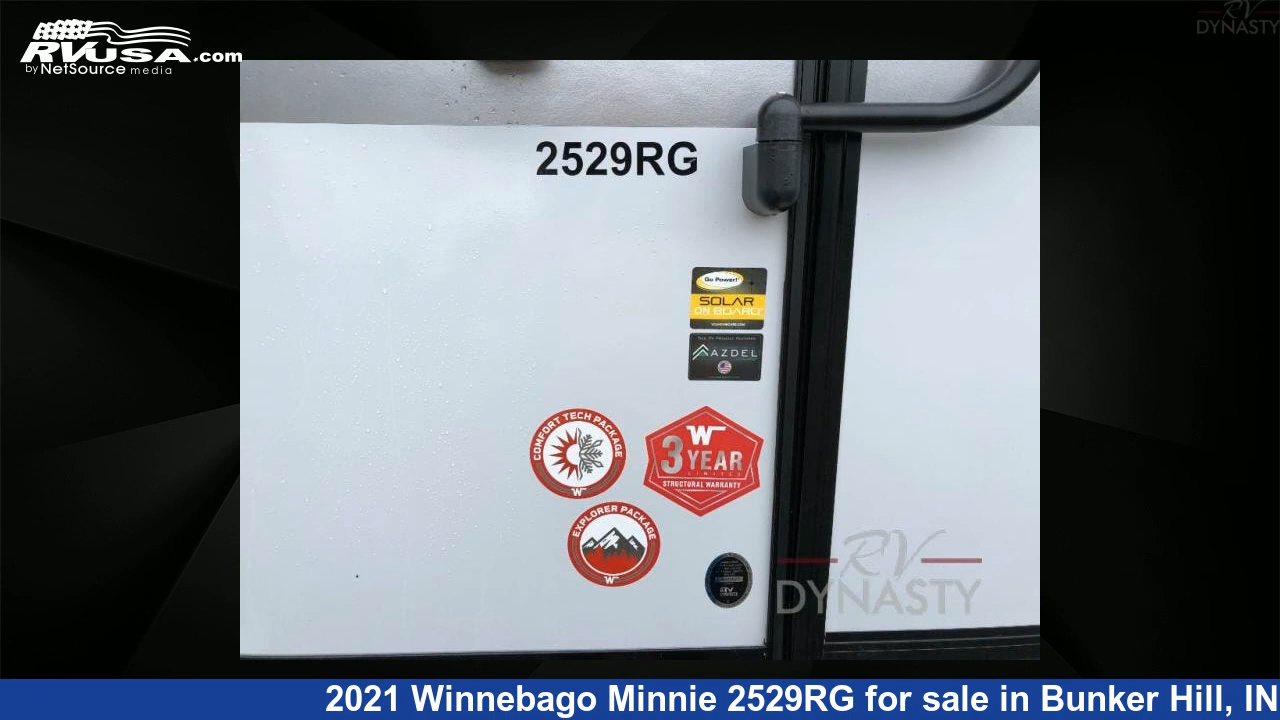 RVUSA.com
by NetSource media
RV
DYNASTY
2529RG
Go Power!
SOLAR
ON BOARD
AZDEL
COMFORT TECH PACKAGE
W
W
3 YEAR
LIMITED
STRUCTURAL WARRANTY
EXPLORER PACKAGE
W
RV
DYNASTY
2021 Winnebago Minnie 2529RG for sale in Bunker Hill, IN